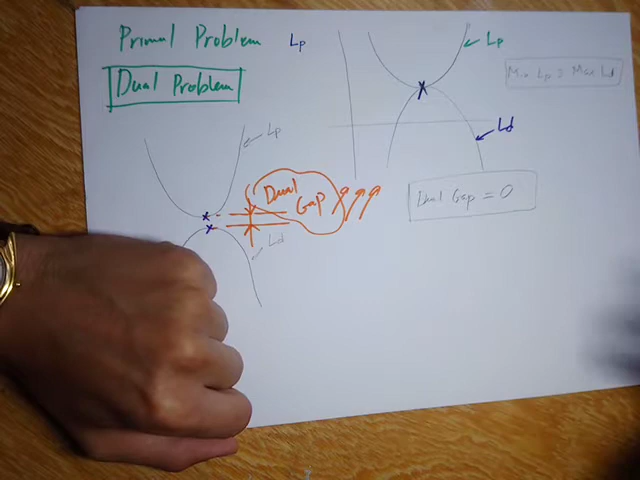 Primal Problem Lp
Dual Problem
Lp
Dual
Gap
Ld
Lp
Ld
Min Lp = Max Ld
Dual Gap = 0